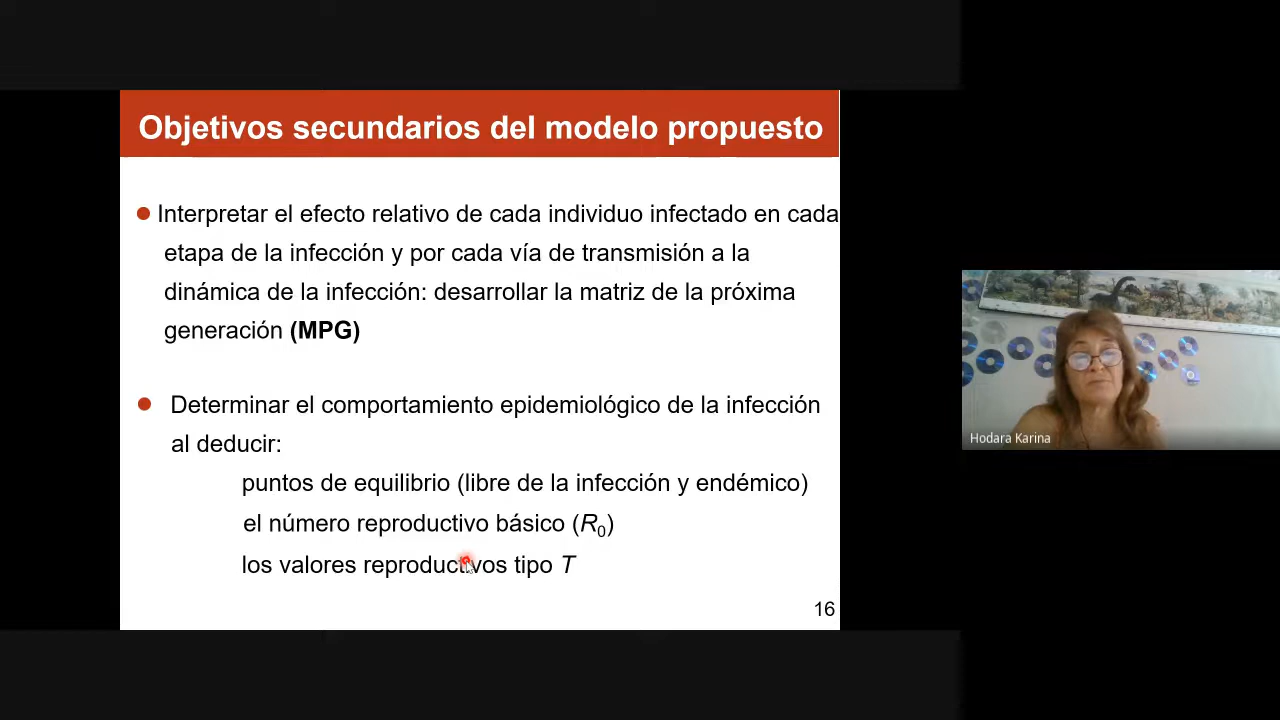 Objetivos secundarios del modelo propuesto
Interpretar el efecto relativo de cada individuo infectado en cada
etapa de la infección y por cada vía de transmisión a la
dinámica de la infección: desarrollar la matriz de la próxima
generación (MPG)
Determinar el comportamiento epidemiológico de la infección
al deducir:
puntos de equilibrio (libre de la infección y endémico)
el número reproductivo básico (R₀)
los valores reproductivos tipo T
16
Hodara Karina